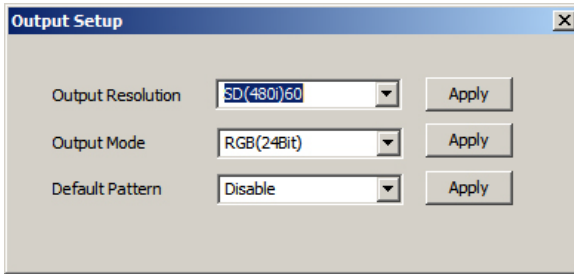 Output Setup
Output Resolution SD(480i)60 Apply
Output Mode RGB(24Bit) Apply
Default Pattern Disable Apply